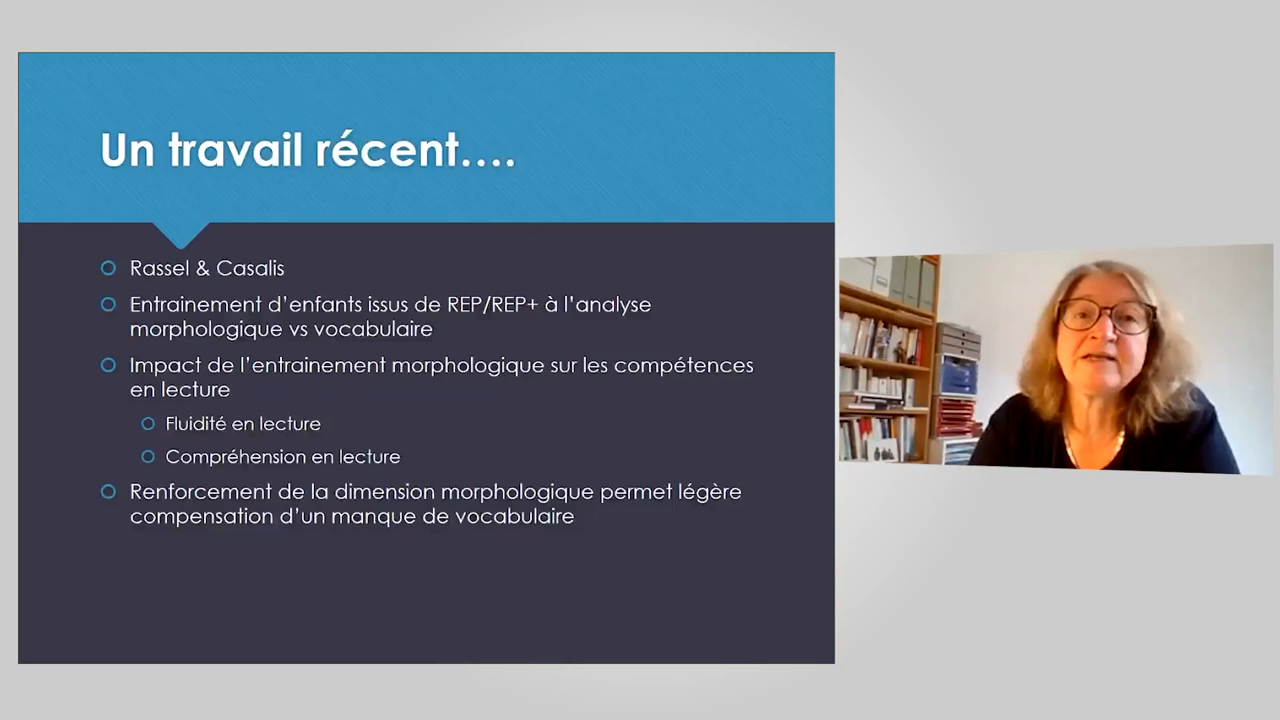 Un travail récent....
Rassel & Casalis
Entrainement d'enfants issus de REP/REP+ à l'analyse
morphologique vs vocabulaire
Impact de l'entrainement morphologique sur les compétences
en lecture
Fluidité en lecture
Compréhension en lecture
Renforcement de la dimension morphologique permet légère
compensation d'un manque de vocabulaire